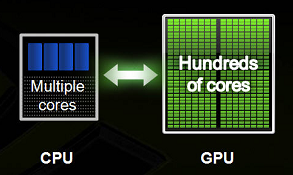 Multiple
cores
Hundreds
of cores
CPU
GPU